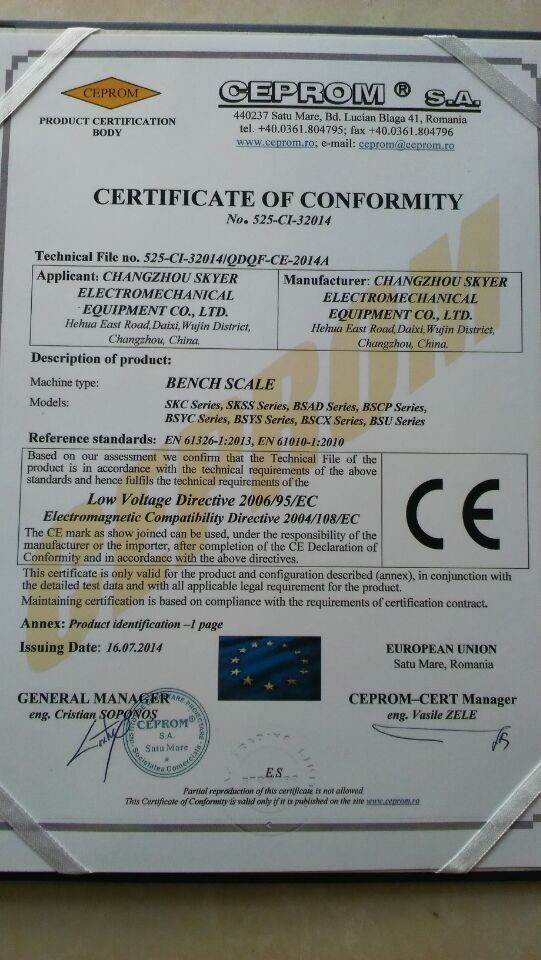 CEPROM
PRODUCT CERTIFICATION
BODY
CEPROM ® S.A.
440237 Satu Mare, Bd. Lucian Blaga 41, Romania
tel. +40.0361.804795; fax +40.0361.804796
www.ceprom.ro; e-mail: ceprom@ceprom.ro
CERTIFICATE OF CONFORMITY
No. 525-CI-32014
Technical File no. 525-CI-32014/QDQF-CE-2014A
Applicant: CHANGZHOU SKYER
ELECTROMECHANICAL
EQUIPMENT CO., LTD.
Hehua East Road,Daixi,Wujin District,
Changzhou, China.
Manufacturer: CHANGZHOU SKYER
ELECTROMECHANICAL
EQUIPMENT CO., LTD.
Hehua East Road,Daixi,Wujin District,
Changzhou, China.
Description of product:
Machine type: BENCH SCALE
Models: SKC Series, SKSS Series, BSAD Series, BSCP Series,
BSYC Series, BSYS Series, BSCX Series, BSU Series
Reference standards: EN 61326-1:2013, EN 61010-1:2010
Based on our assessment we confirm that the Technical File of the
product is in accordance with the technical requirements of the above
standards and hence fulfils the technical requirements of the
Low Voltage Directive 2006/95/EC
Electromagnetic Compatibility Directive 2004/108/EC
The CE mark as show joined can be used, under the responsibility of the
manufacturer or the importer, after completion of the CE Declaration of
Conformity and in accordance with the above directives.
CE
This certificate is only valid for the product and configuration described (annex), in conjunction with
the detailed test data and with all applicable legal requirement for the product.
Maintaining certification is based on compliance with the requirements of certification contract.
Annex: Product identification –1 page
Issuing Date: 16.07.2014
EUROPEAN UNION
Satu Mare, Romania
GENERAL MANAGER
eng. Cristian SOPONOS
CEPROM®
S.A.
Satu Mare
Societatea Comerciala
CEPROM–CERT Manager
eng. Vasile ZELE
E.S
Partial reproduction of this certificate is not allowed
This Certificate of Conformity is valid only if it is published on the site www.ceprom.ro